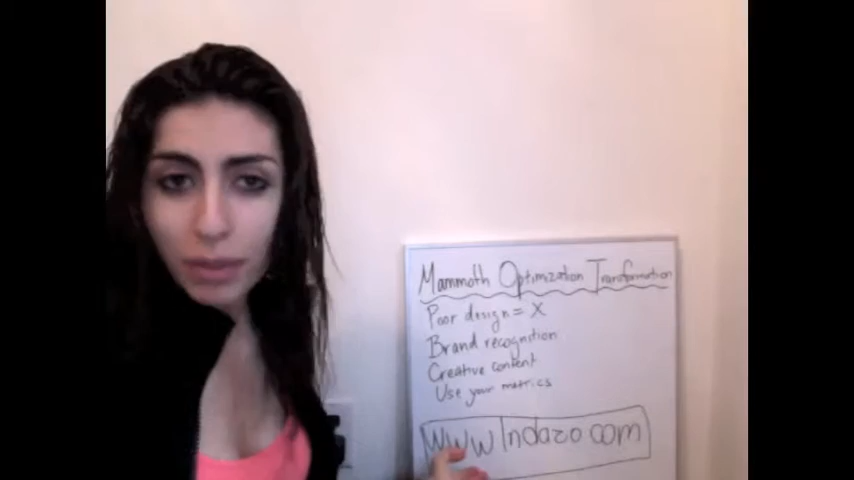 Mammoth Optimization Transformation
Poor design = X
Brand recognition
Creative content
Use your metrics
www Indazo com